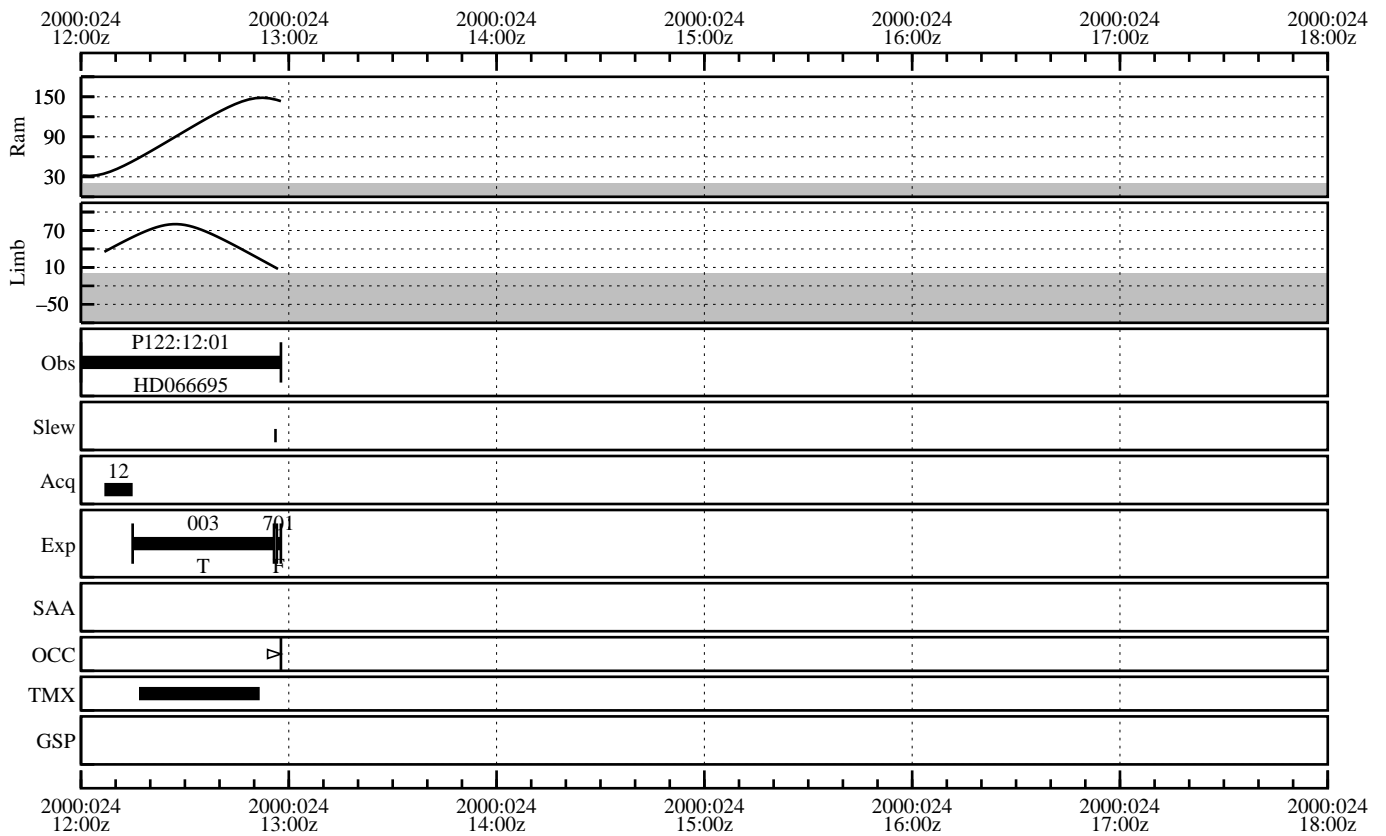 2000:024 2000:024 2000:024 2000:024 2000:024 2000:024 2000:024
12:00z 13:00z 14:00z 15:00z 16:00z 17:00z 18:00z
Ram
150
90
30
Limb
70
10
−50
Obs
P122:12:01
HD066695
Slew
Acq
12
Exp
003 701
T F
SAA
OCC
TMX
GSP
2000:024 2000:024 2000:024 2000:024 2000:024 2000:024 2000:024
12:00z 13:00z 14:00z 15:00z 16:00z 17:00z 18:00z